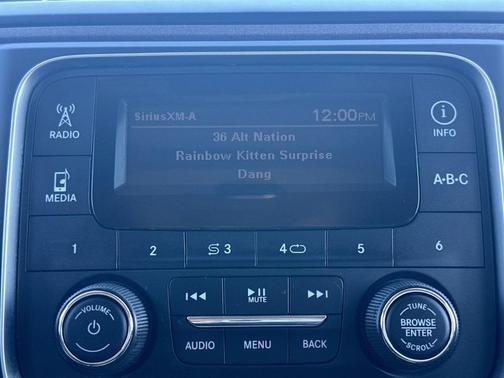 SiriusXM-A 12:00PM
36 Alt Nation
Rainbow Kitten Surprise
Dang
RADIO
MEDIA
INFO
A•B•C
1 2 3 4 5 6
VOLUME
MUTE
AUDIO MENU BACK
TUNE
BROWSE
ENTER
SCROLL